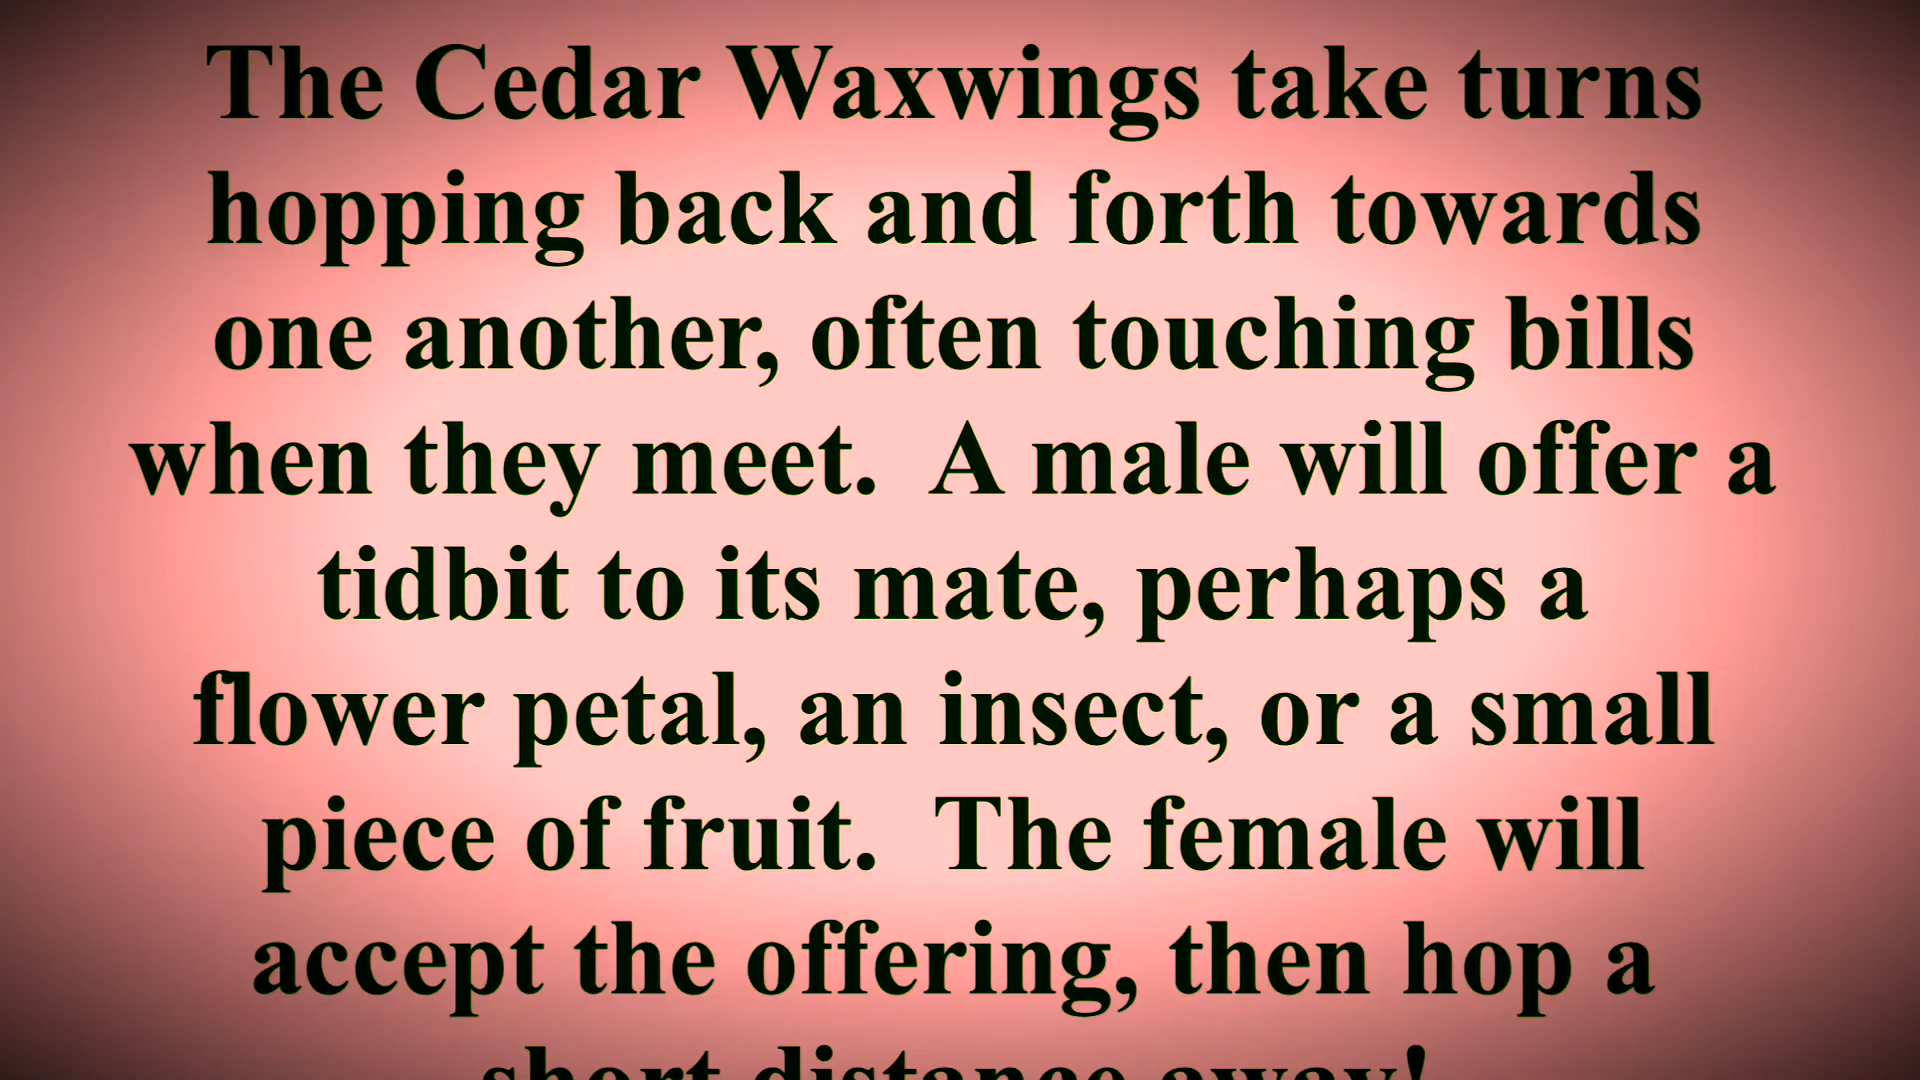 The Cedar Waxwings take turns
hopping back and forth towards
one another, often touching bills
when they meet.  A male will offer a
tidbit to its mate, perhaps a
flower petal, an insect, or a small
piece of fruit.  The female will
accept the offering, then hop a
short distance away!